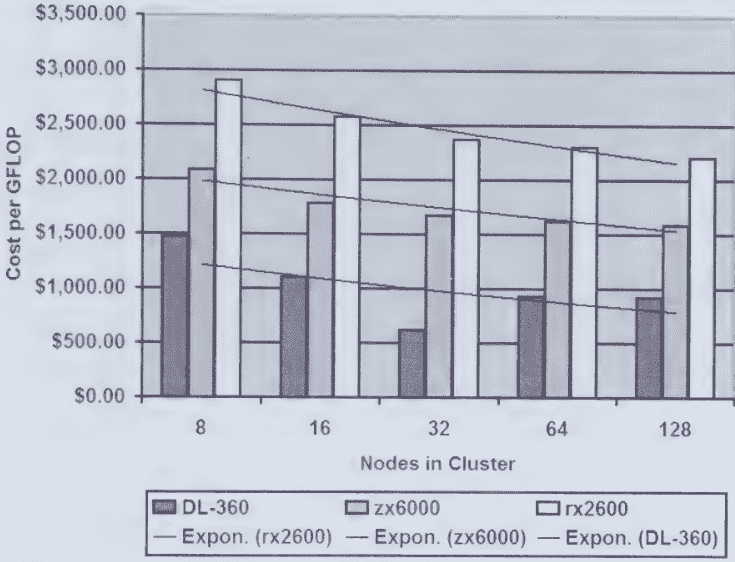 $3,500.00
$3,000.00
$2,500.00
$2,000.00
$1,500.00
$1,000.00
$500.00
$0.00
Cost per GFLOP
8 16 32 64 128
Nodes in Cluster
DL-360 zx6000 rx2600
Expon. (rx2600) Expon. (zx6000) Expon. (DL-360)